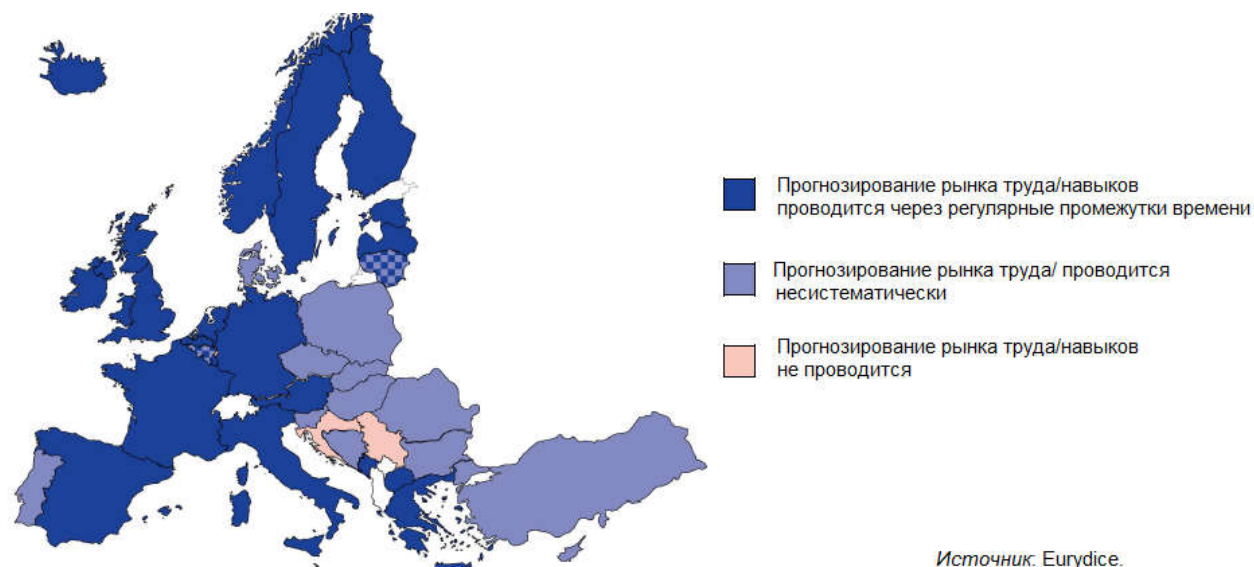 Прогнозирование рынка труда/навыков
проводится через регулярные промежутки времени
Прогнозирование рынка труда/ проводится
несистематически
Прогнозирование рынка труда/навыков
не проводится
Источник: Eurydice.